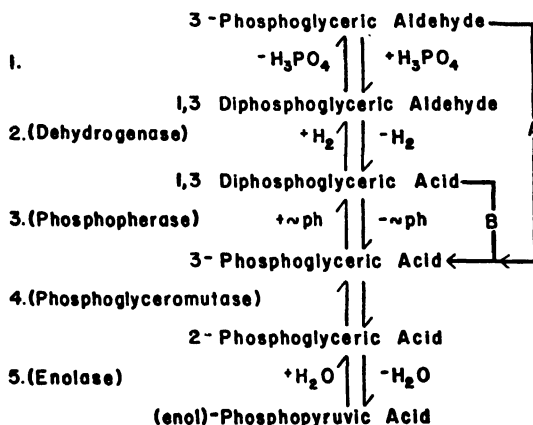 3-Phosphoglyceric Aldehyde
1. -H3PO4 +H3PO4
1,3 Diphosphoglyceric Aldehyde
2.(Dehydrogenase) +H2 -H2
1,3 Diphosphoglyceric Acid
3.(Phosphopherase) +~ph -~ph B
3-Phosphoglyceric Acid
4.(Phosphoglyceromutase)
2-Phosphoglyceric Acid
5.(Enolase) +H2O -H2O
(enol)-Phosphopyruvic Acid